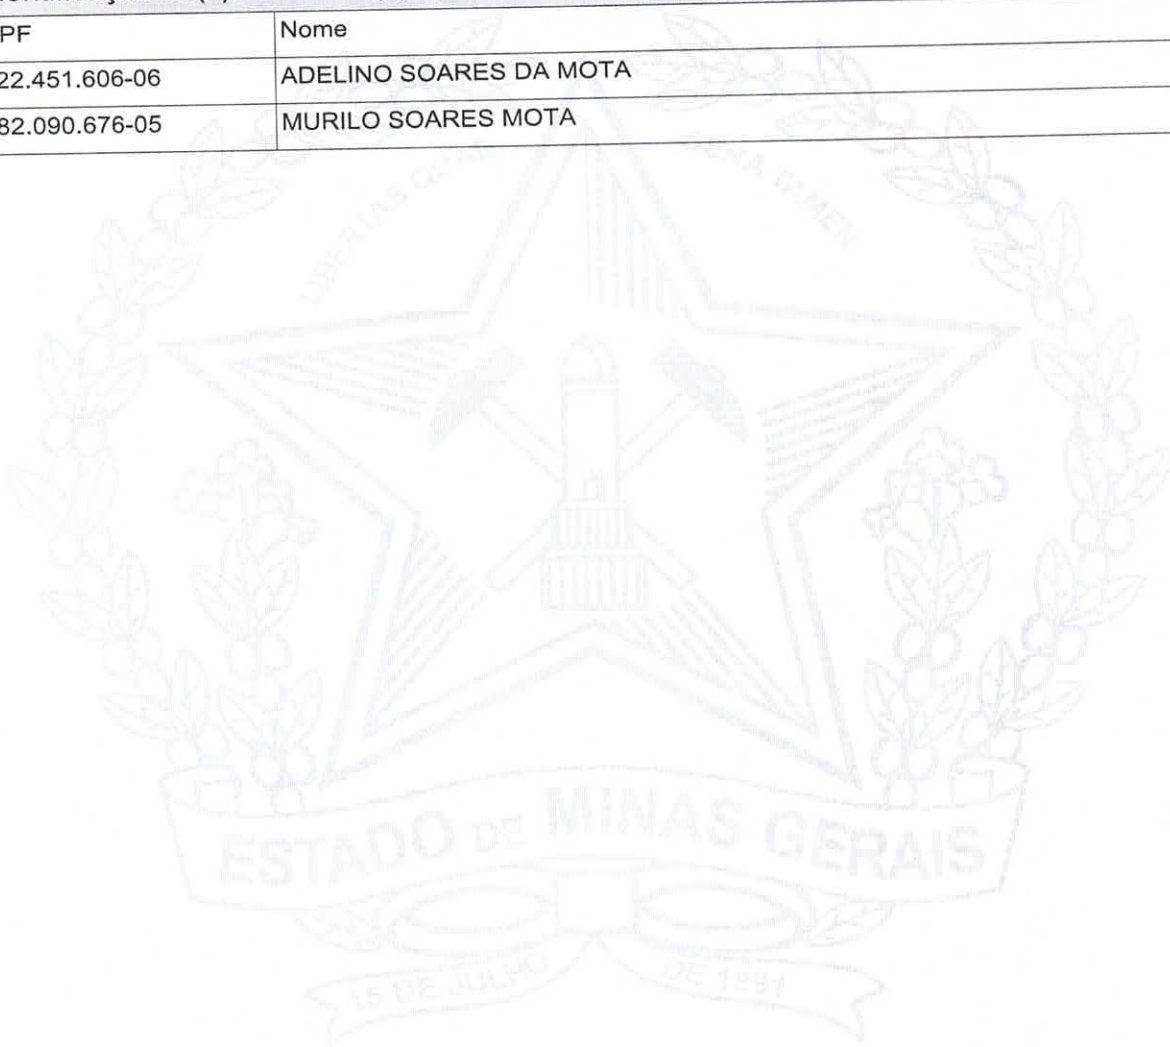 PF Nome
22.451.606-06 ADELINO SOARES DA MOTA
82.090.676-05 MURILO SOARES MOTA
LIBERTAS QUAE SERA TAMEN
ESTADO DE MINAS GERAIS
15 DE JULHO DE 1891